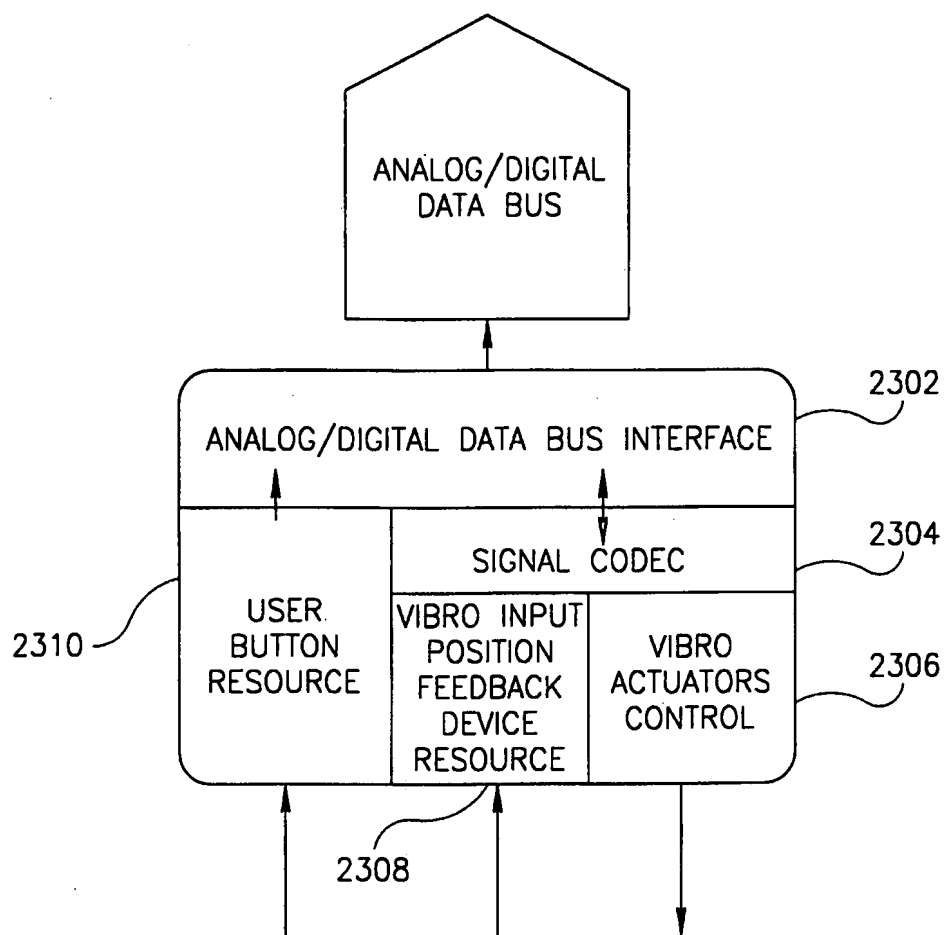 ANALOG/DIGITAL
DATA BUS
2302
ANALOG/DIGITAL DATA BUS INTERFACE
2304
SIGNAL CODEC
USER
BUTTON
RESOURCE
2310
VIBRO INPUT
POSITION
FEEDBACK
DEVICE
RESOURCE
VIBRO
ACTUATORS
CONTROL
2306
2308